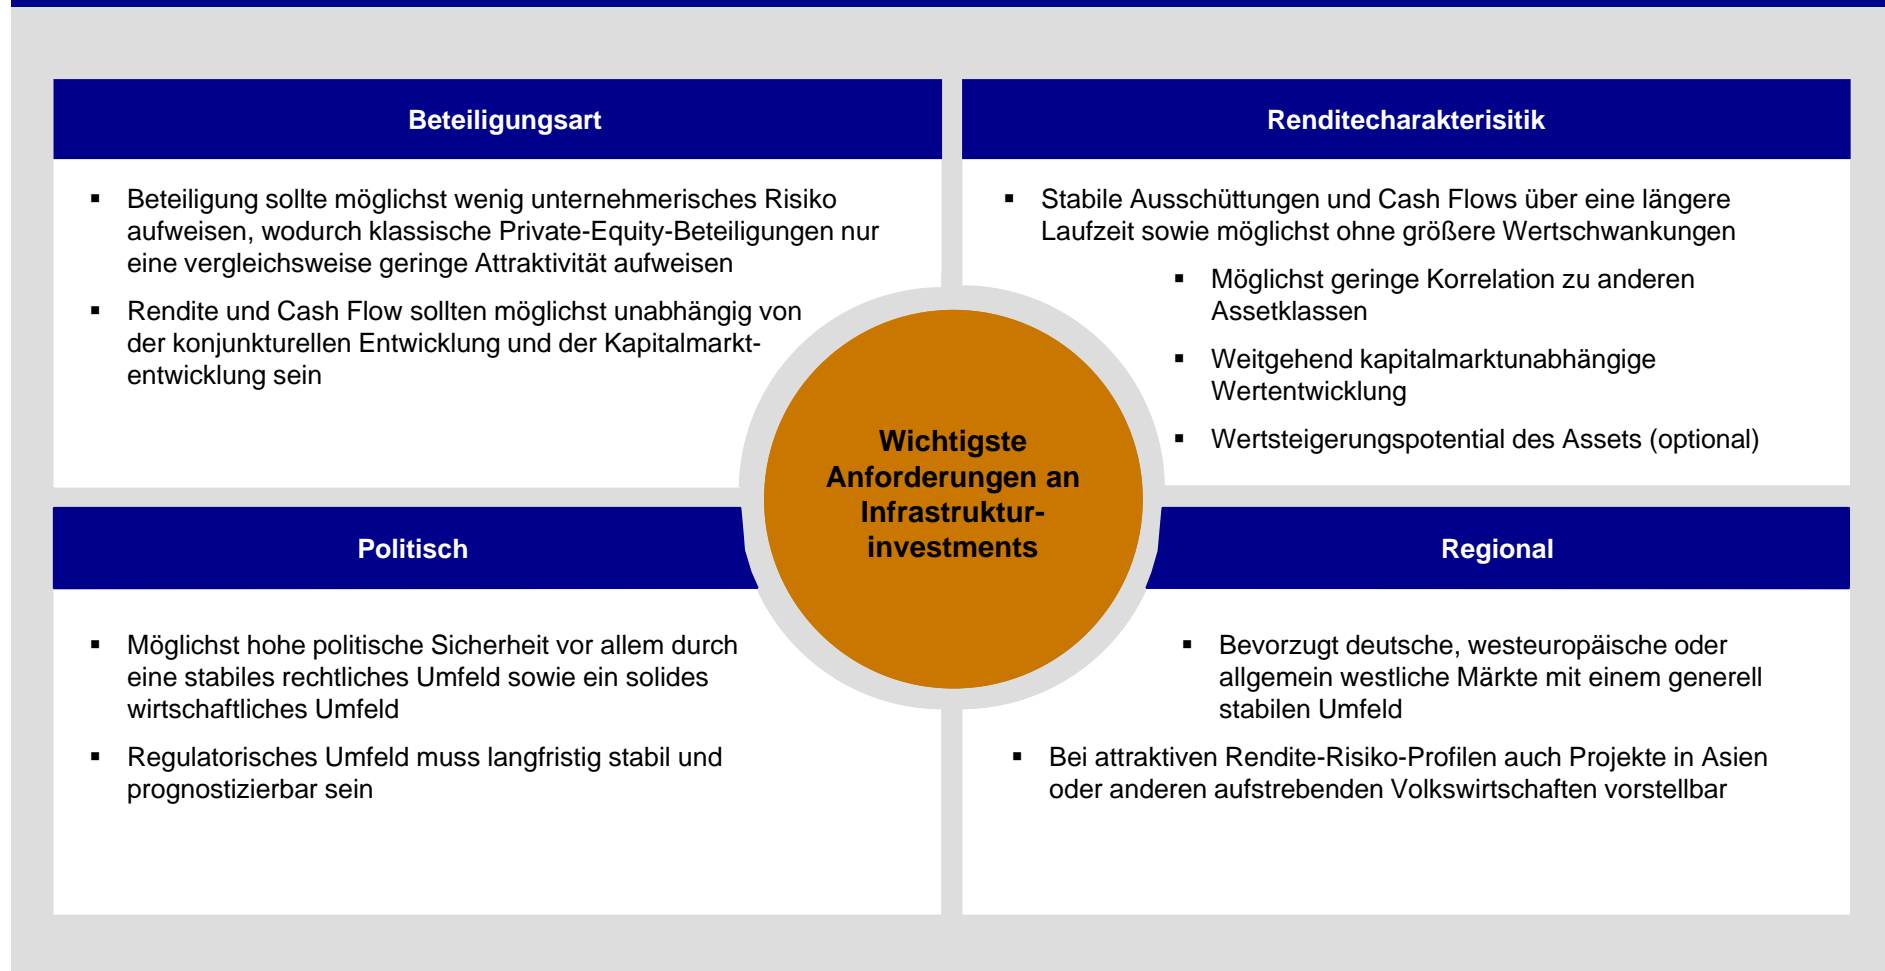 Beteiligungsart
▪ Beteiligung sollte möglichst wenig unternehmerisches Risiko
aufweisen, wodurch klassische Private-Equity-Beteiligungen nur
eine vergleichsweise geringe Attraktivität aufweisen
▪ Rendite und Cash Flow sollten möglichst unabhängig von
der konjunkturellen Entwicklung und der Kapitalmarkt-
entwicklung sein
Renditecharakterisitik
▪ Stabile Ausschüttungen und Cash Flows über eine längere
Laufzeit sowie möglichst ohne größere Wertschwankungen
▪ Möglichst geringe Korrelation zu anderen
Assetklassen
▪ Weitgehend kapitalmarktunabhängige
Wertentwicklung
▪ Wertsteigerungspotential des Assets (optional)
Wichtigste
Anforderungen an
Infrastruktur-
investments
Politisch
▪ Möglichst hohe politische Sicherheit vor allem durch
eine stabiles rechtliches Umfeld sowie ein solides
wirtschaftliches Umfeld
▪ Regulatorisches Umfeld muss langfristig stabil und
prognostizierbar sein
Regional
▪ Bevorzugt deutsche, westeuropäische oder
allgemein westliche Märkte mit einem generell
stabilen Umfeld
▪ Bei attraktiven Rendite-Risiko-Profilen auch Projekte in Asien
oder anderen aufstrebenden Volkswirtschaften vorstellbar